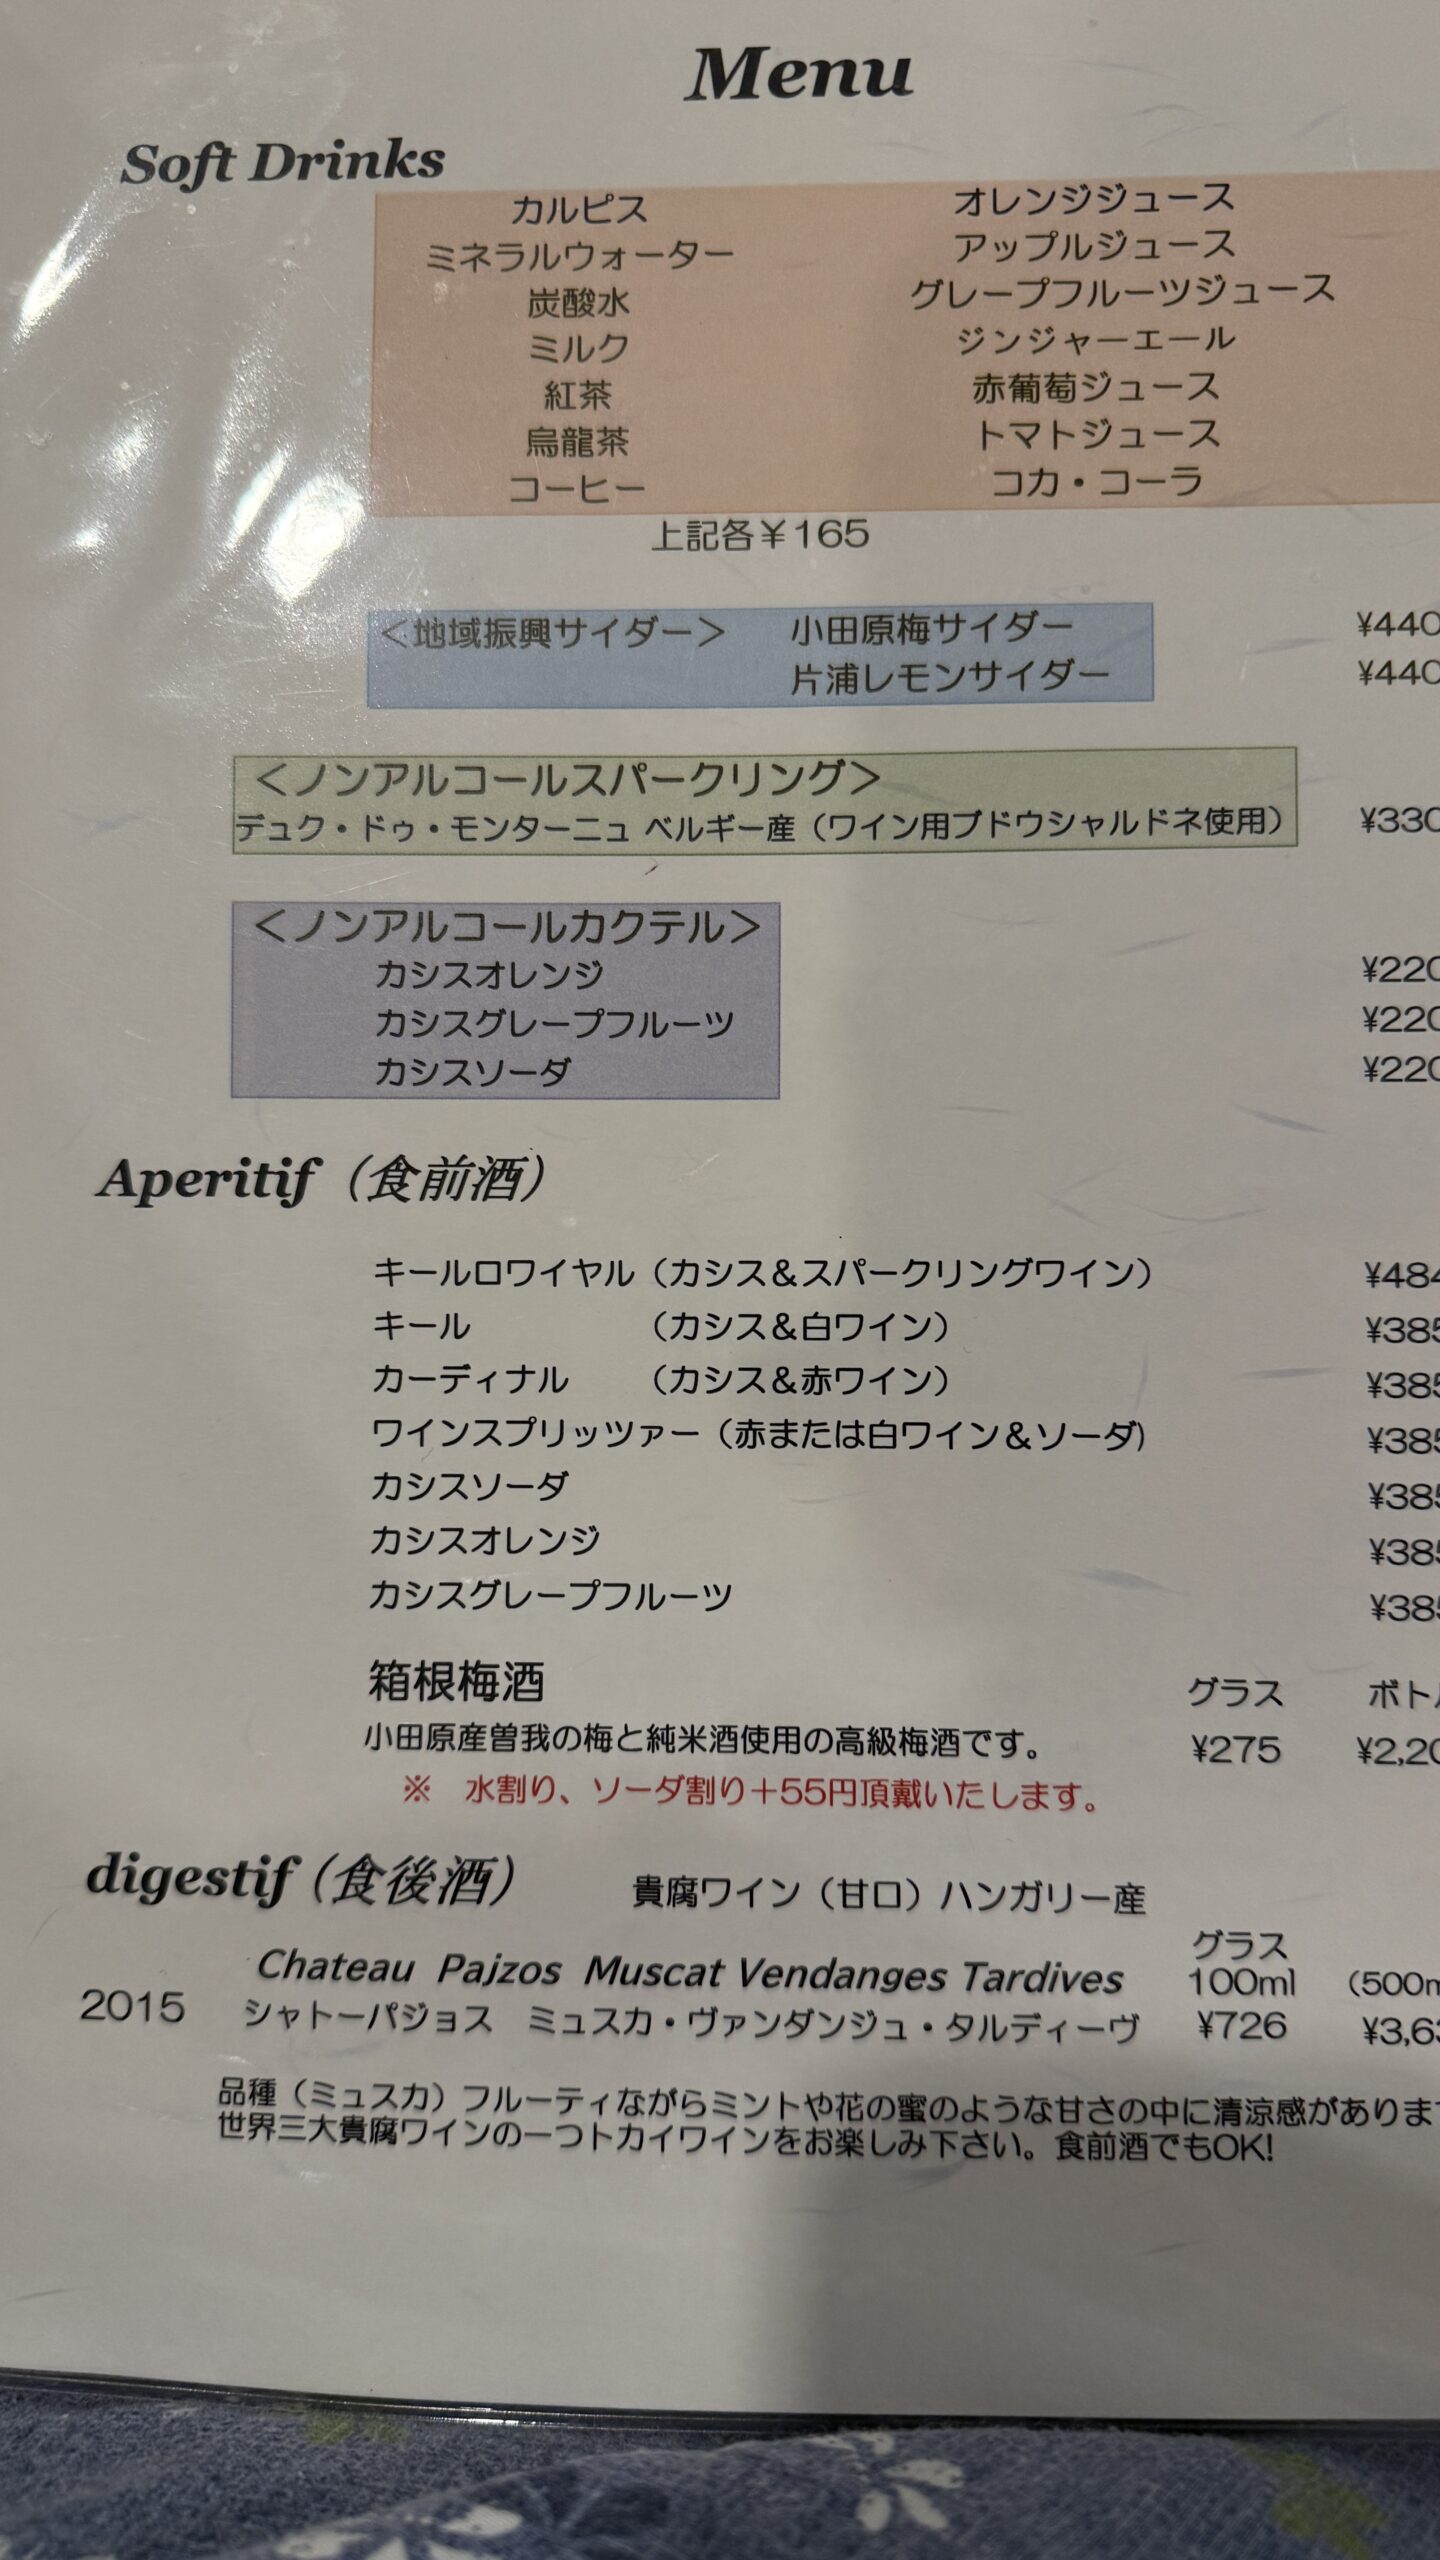 Menu
Soft Drinks
カルピス オレンジジュース
ミネラルウォーター アップルジュース
炭酸水 グレープフルーツジュース
ミルク ジンジャーエール
紅茶 赤葡萄ジュース
烏龍茶 トマトジュース
コーヒー コカ・コーラ
上記各￥165
＜地域振興サイダー＞ 小田原梅サイダー ¥440
片浦レモンサイダー ¥440
＜ノンアルコールスパークリング＞
デュク・ドゥ・モンターニュ ベルギー産（ワイン用ブドウシャルドネ使用） ¥330
＜ノンアルコールカクテル＞
カシスオレンジ ¥220
カシスグレープフルーツ ¥220
カシスソーダ ¥220
Aperitif（食前酒）
キールロワイヤル（カシス＆スパークリングワイン） ¥484
キール （カシス＆白ワイン） ¥385
カーディナル （カシス＆赤ワイン） ¥385
ワインスプリッツァー（赤または白ワイン＆ソーダ) ¥385
カシスソーダ ¥385
カシスオレンジ ¥385
カシスグレープフルーツ ¥385
箱根梅酒 グラス
小田原産曽我の梅と純米酒使用の高級梅酒です。 ¥275
※ 水割り、ソーダ割り＋55円頂戴いたします。
digestif（食後酒） 貴腐ワイン（甘口）ハンガリー産
グラス
Chateau Pajzos Muscat Vendanges Tardives 100ml
2015 シャトーパジョス ミュスカ・ヴァンダンジュ・タルディーヴ ¥726
品種（ミュスカ）フルーティながらミントや花の蜜のような甘さの中に清涼感がありま
世界三大貴腐ワインの一つトカイワインをお楽しみ下さい。食前酒でもOK!